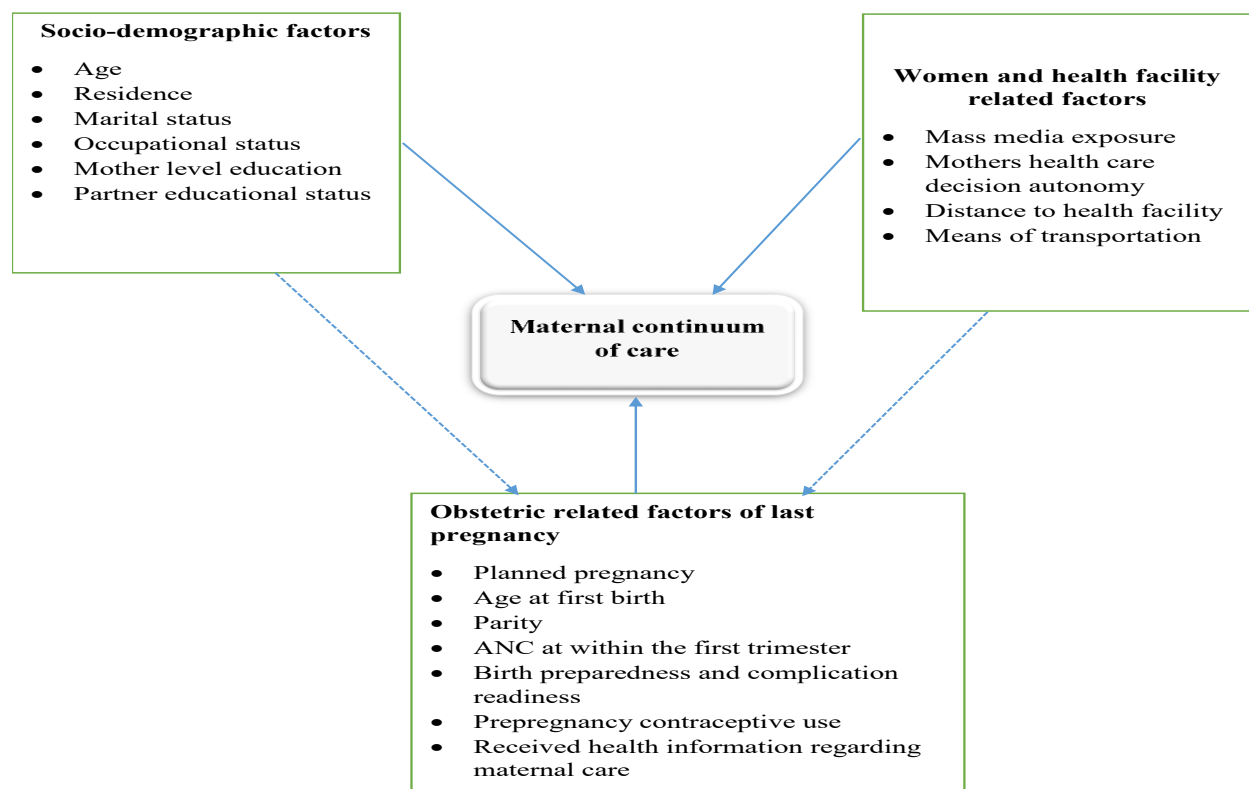 Socio-demographic factors
• Age
• Residence
• Marital status
• Occupational status
• Mother level education
• Partner educational status
Women and health facility
related factors
• Mass media exposure
• Mothers health care
decision autonomy
• Distance to health facility
• Means of transportation
Maternal continuum
of care
Obstetric related factors of last
pregnancy
• Planned pregnancy
• Age at first birth
• Parity
• ANC at within the first trimester
• Birth preparedness and complication
readiness
• Prepregnancy contraceptive use
• Received health information regarding
maternal care